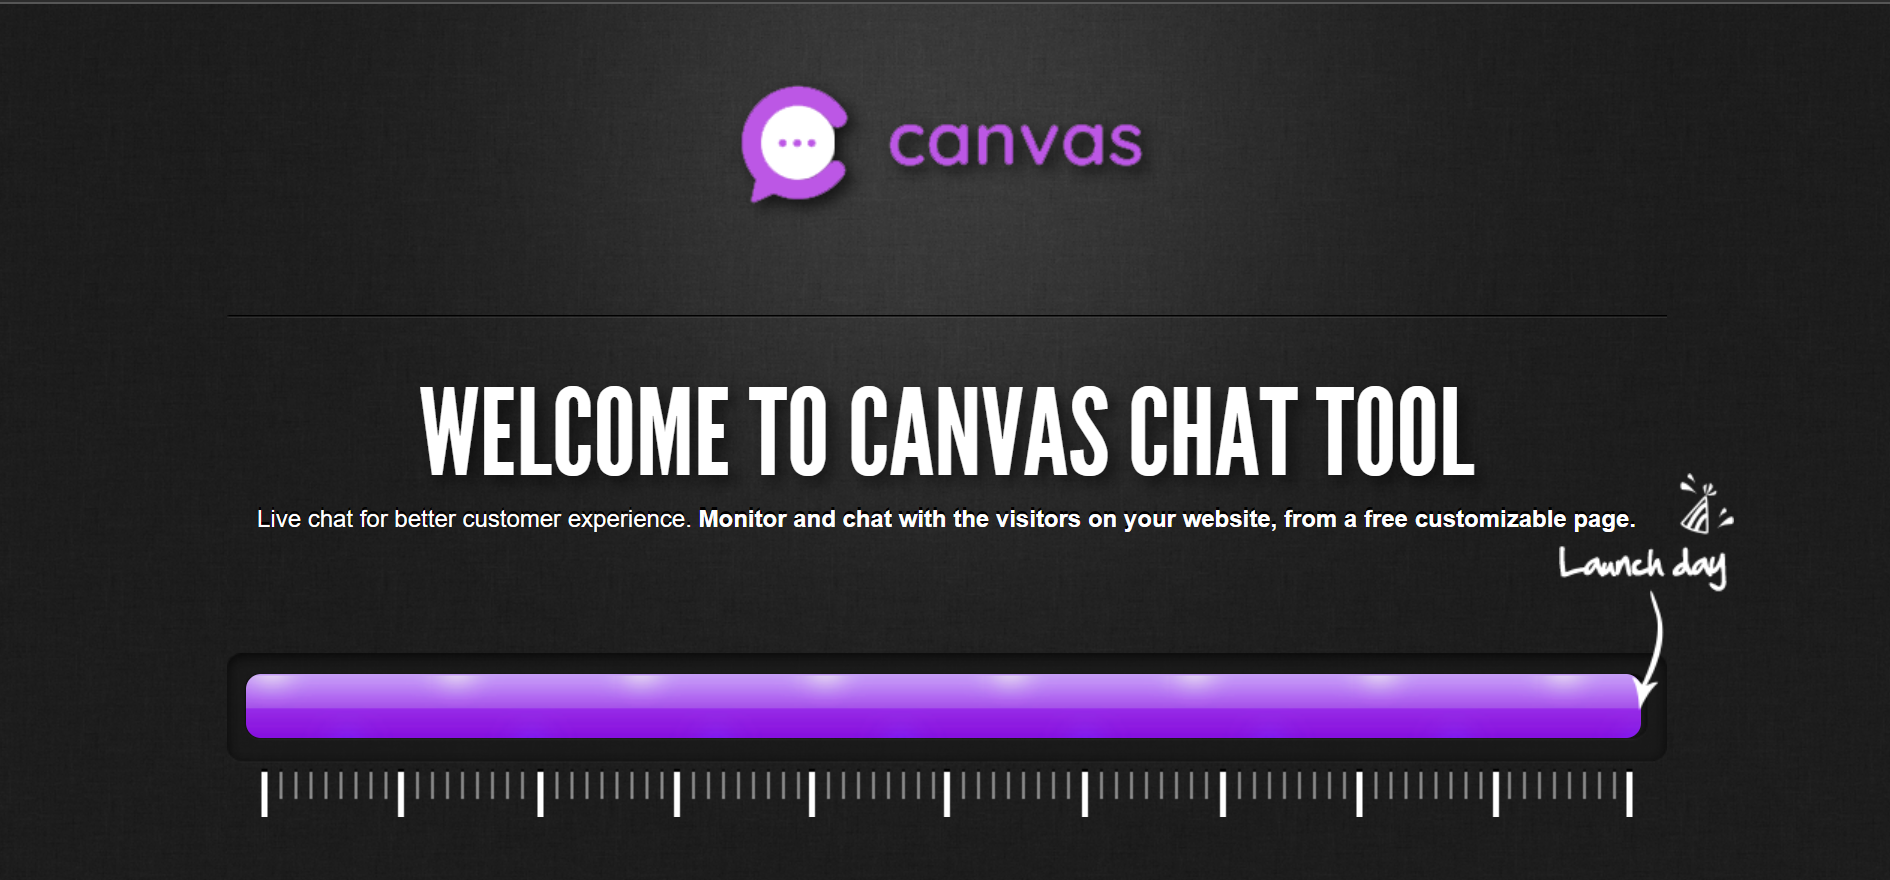 canvas
WELCOME TO CANVAS CHAT TOOL
Live chat for better customer experience. Monitor and chat with the visitors on your website, from a free customizable page.
Launch day